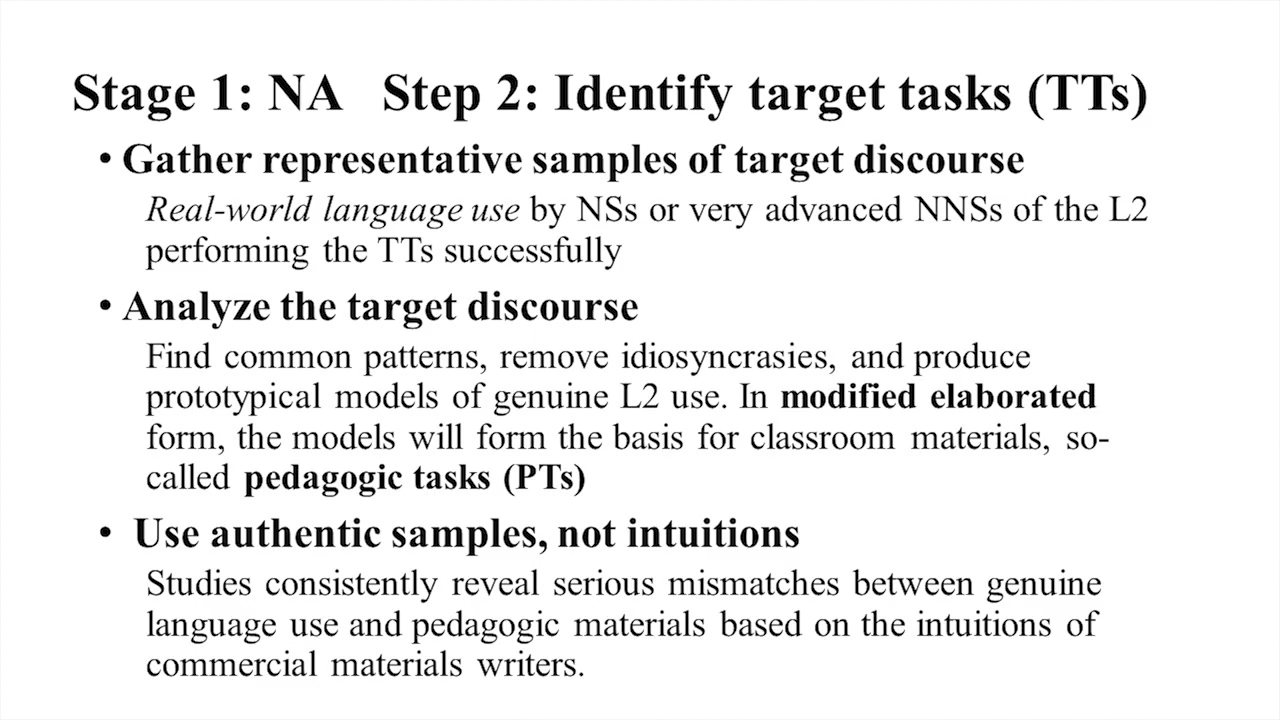 Stage 1: NA Step 2: Identify target tasks (TTs)
• Gather representative samples of target discourse
Real-world language use by NSs or very advanced NNSs of the L2
performing the TTs successfully
• Analyze the target discourse
Find common patterns, remove idiosyncrasies, and produce
prototypical models of genuine L2 use. In modified elaborated
form, the models will form the basis for classroom materials, so-
called pedagogic tasks (PTs)
• Use authentic samples, not intuitions
Studies consistently reveal serious mismatches between genuine
language use and pedagogic materials based on the intuitions of
commercial materials writers.